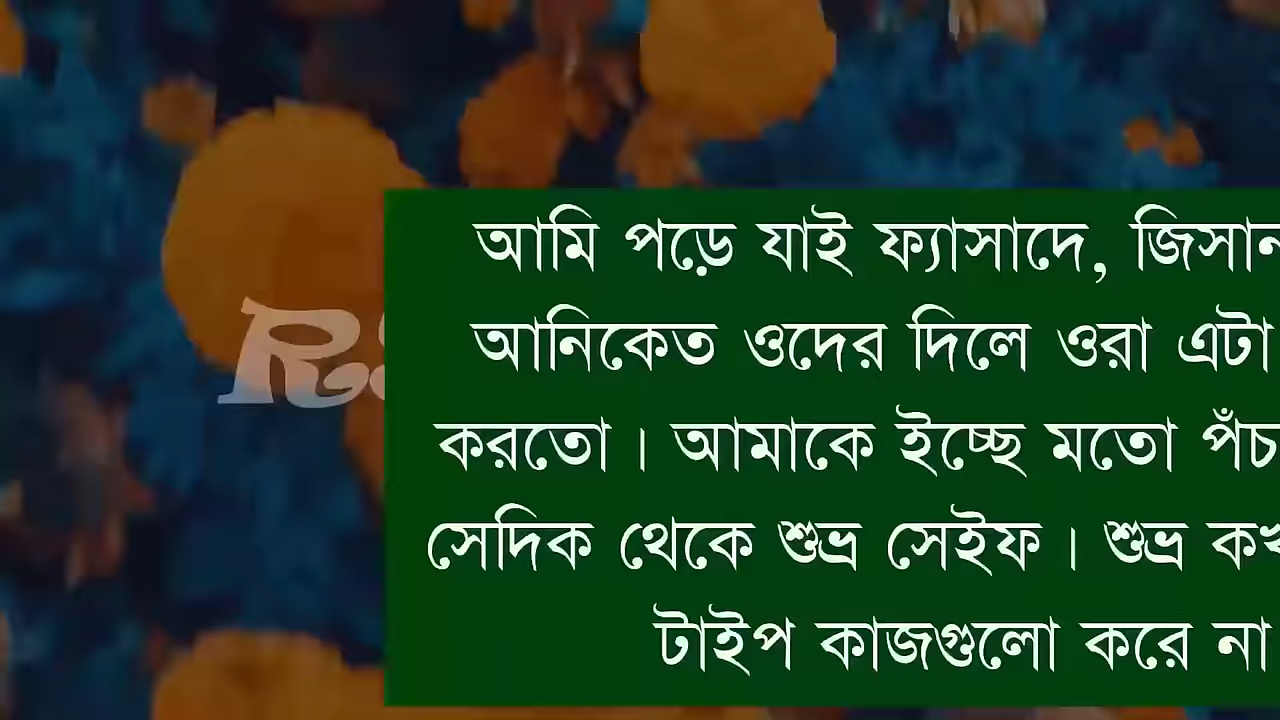 আমি পড়ে যাই ফ্যাসাদে, জিসান
আনিকেত ওদের দিলে ওরা এটা
করতো। আমাকে ইচ্ছে মতো পঁচ
সেদিক থেকে শুভ্র সেইফ। শুভ্র
টাইপ কাজগুলো করে না